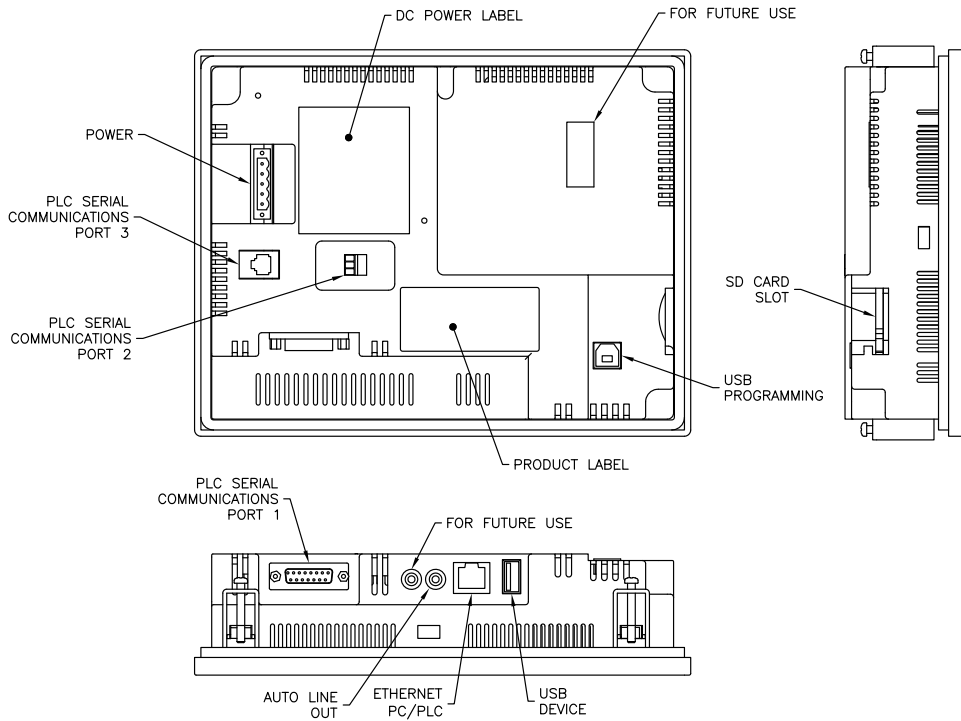 DC POWER LABEL
FOR FUTURE USE
POWER
PLC SERIAL
COMMUNICATIONS
PORT 3
PLC SERIAL
COMMUNICATIONS
PORT 2
SD CARD
SLOT
USB
PROGRAMMING
PRODUCT LABEL
PLC SERIAL
COMMUNICATIONS
PORT 1
FOR FUTURE USE
AUTO LINE
OUT
ETHERNET
PC/PLC
USB
DEVICE